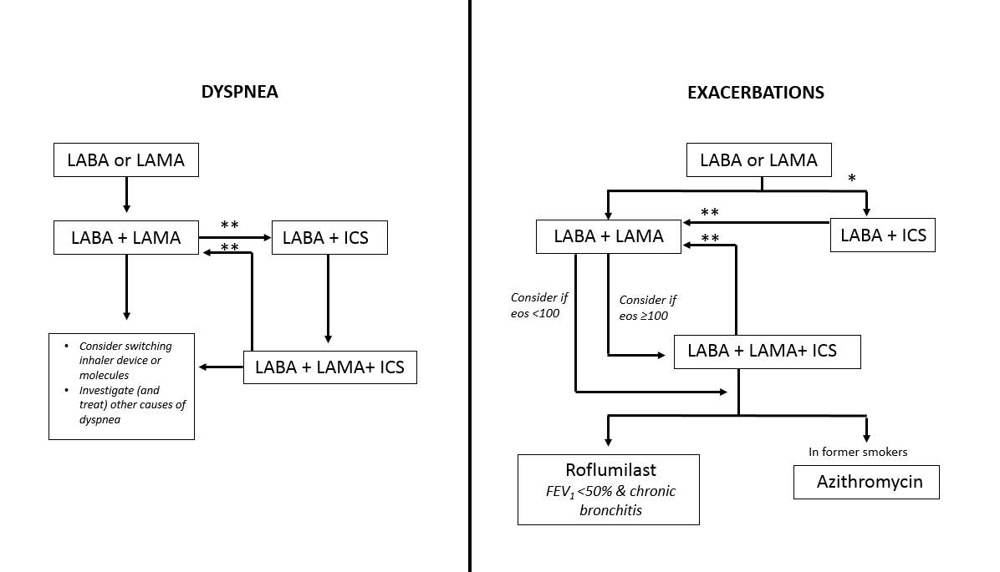 DYSPNEA
LABA or LAMA
LABA + LAMA
**
**
LABA + ICS
• Consider switching
inhaler device or
molecules
• Investigate (and
treat) other causes of
dyspnea
LABA + LAMA+ ICS
EXACERBATIONS
LABA or LAMA
*
LABA + LAMA
**
**
LABA + ICS
Consider if
eos <100
Consider if
eos ≥100
LABA + LAMA+ ICS
Roflumilast
FEV₁ <50% & chronic
bronchitis
In former smokers
Azithromycin